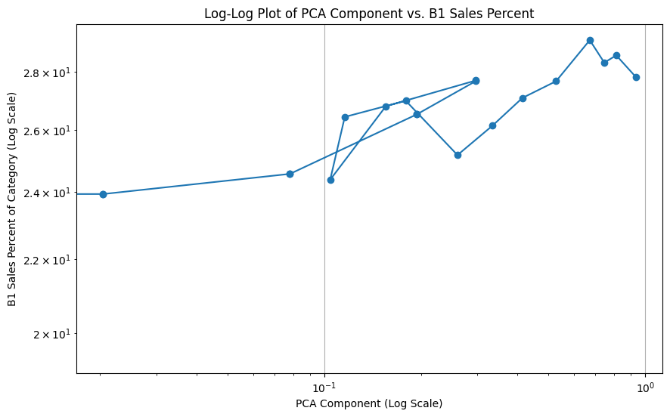 Log-Log Plot of PCA Component vs. B1 Sales Percent
B1 Sales Percent of Category (Log Scale)
2.8 × 10¹
2.6 × 10¹
2.4 × 10¹
2.2 × 10¹
2 × 10¹
10⁻¹
10⁰
PCA Component (Log Scale)